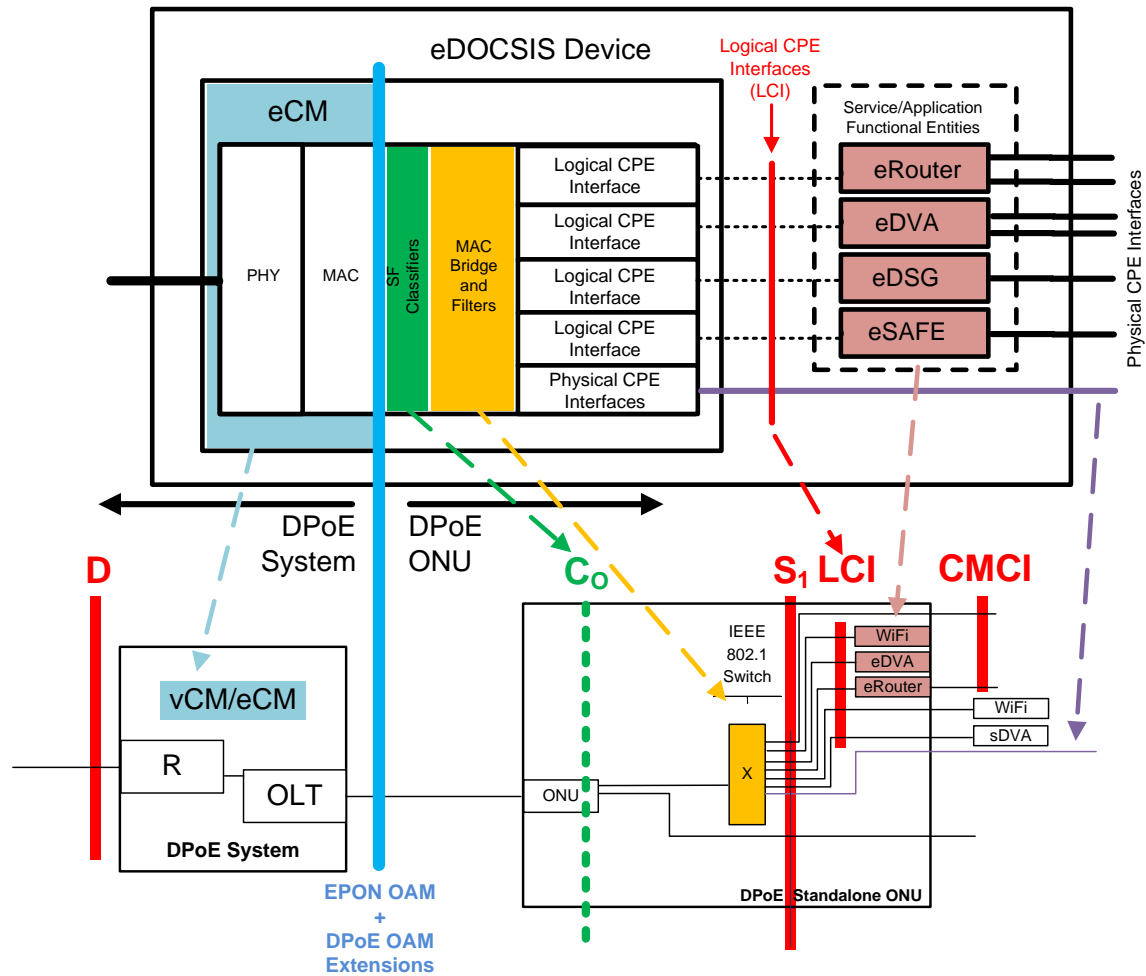 eDOCSIS Device
Logical CPE
Interfaces
(LCI)
eCM
Service/Application
Functional Entities
PHY
MAC
SF
Classifiers
MAC
Bridge
and
Filters
Logical CPE
Interface
Logical CPE
Interface
Logical CPE
Interface
Logical CPE
Interface
Physical CPE
Interfaces
eRouter
eDVA
eDSG
eSAFE
Physical CPE Interfaces
DPoE
System
DPoE
ONU
D
C₀
S₁ LCI
CMCI
vCM/eCM
R
OLT
DPoE System
IEEE
802.1
Switch
WiFi
eDVA
eRouter
WiFi
sDVA
ONU
X
DPoE Standalone ONU
EPON OAM
+
DPoE OAM
Extensions